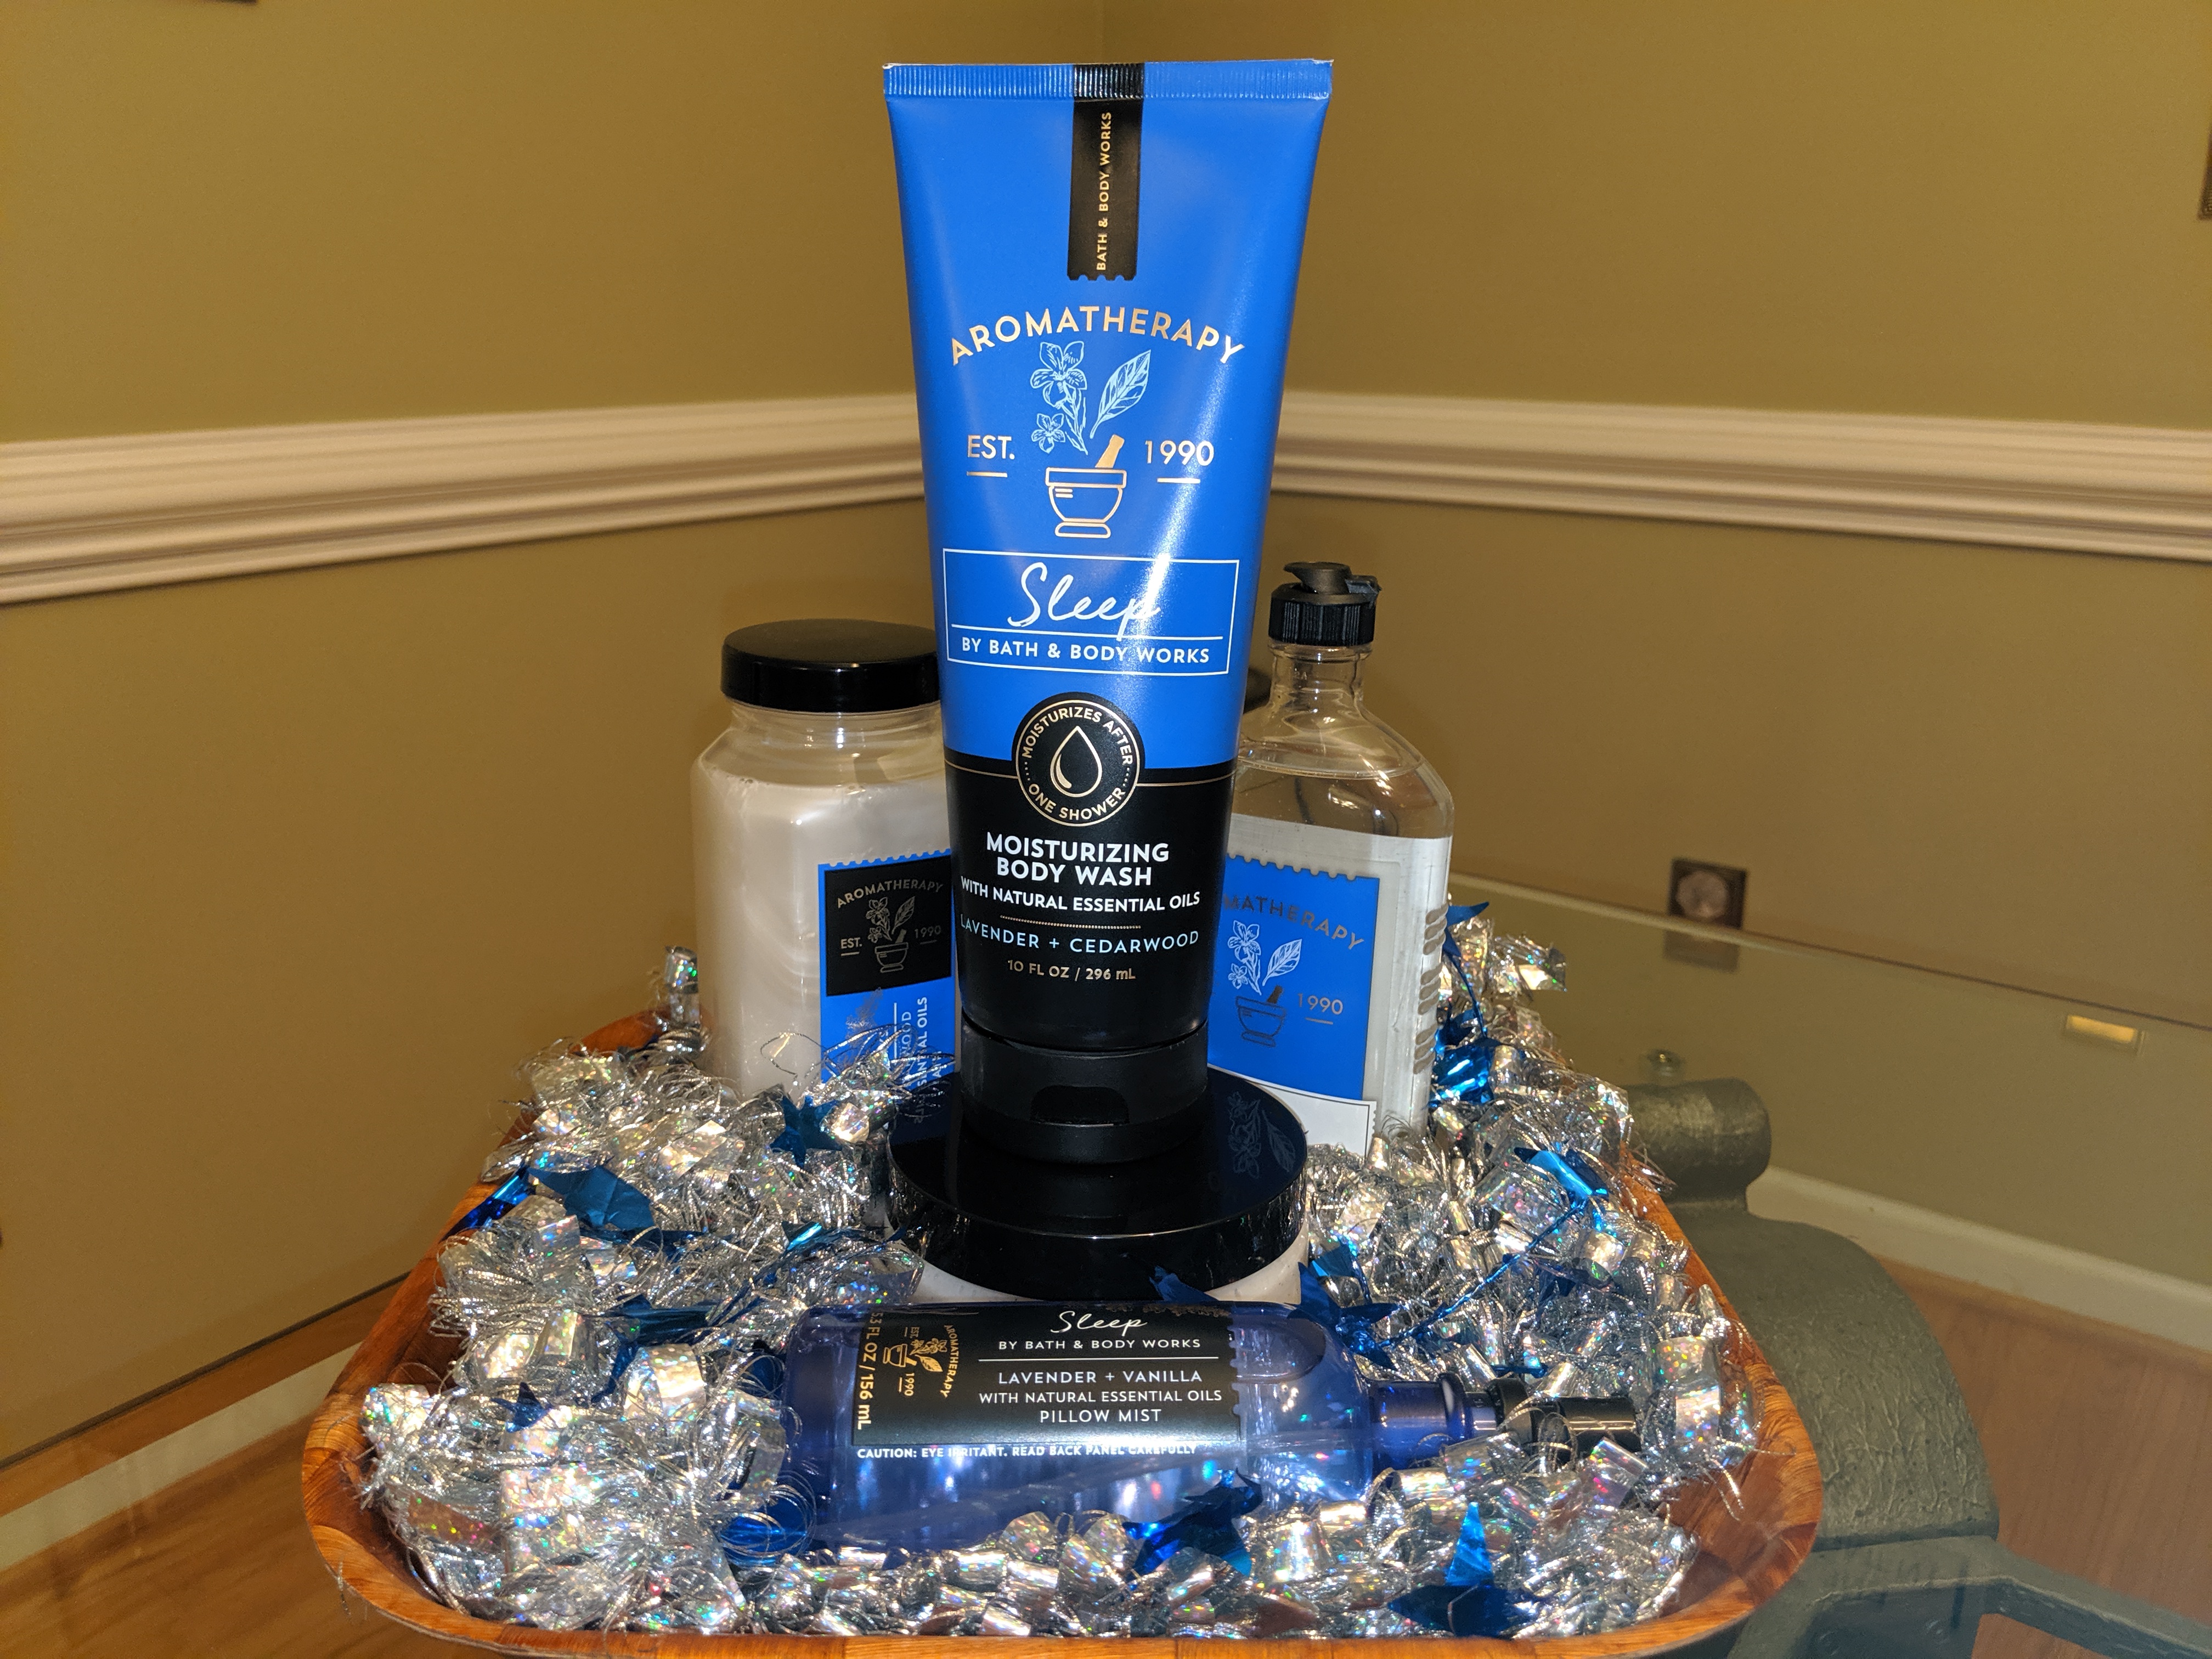 BATH & BODY WORKS
AROMATHERAPY
EST. 1990
Sleep
BY BATH & BODY WORKS
MOISTURIZES AFTER
ONE SHOWER
MOISTURIZING
BODY WASH
WITH NATURAL ESSENTIAL OILS
LAVENDER + CEDARWOOD
10 FL OZ / 296 mL
AROMATHERAPY
EST. 1990
OILS
1990
Sleep
BY BATH & BODY WORKS
LAVENDER + VANILLA
WITH NATURAL ESSENTIAL OILS
PILLOW MIST
CAUTION: EYE IRRITANT. READ BACK PANEL CAREFULLY
AROMATHERAPY
EST. 1990
FL OZ / 156 mL